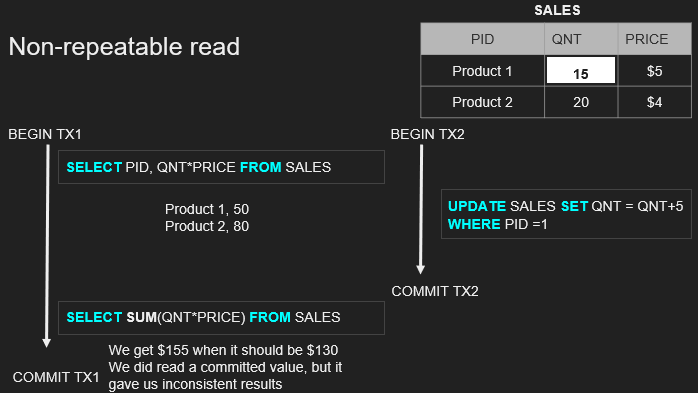 SALES
Non-repeatable read
PID QNT PRICE
Product 1 15 $5
Product 2 20 $4
BEGIN TX1
BEGIN TX2
SELECT PID, QNT*PRICE FROM SALES
Product 1, 50
Product 2, 80
UPDATE SALES SET QNT = QNT+5
WHERE PID =1
COMMIT TX2
SELECT SUM(QNT*PRICE) FROM SALES
We get $155 when it should be $130
We did read a committed value, but it
gave us inconsistent results
COMMIT TX1